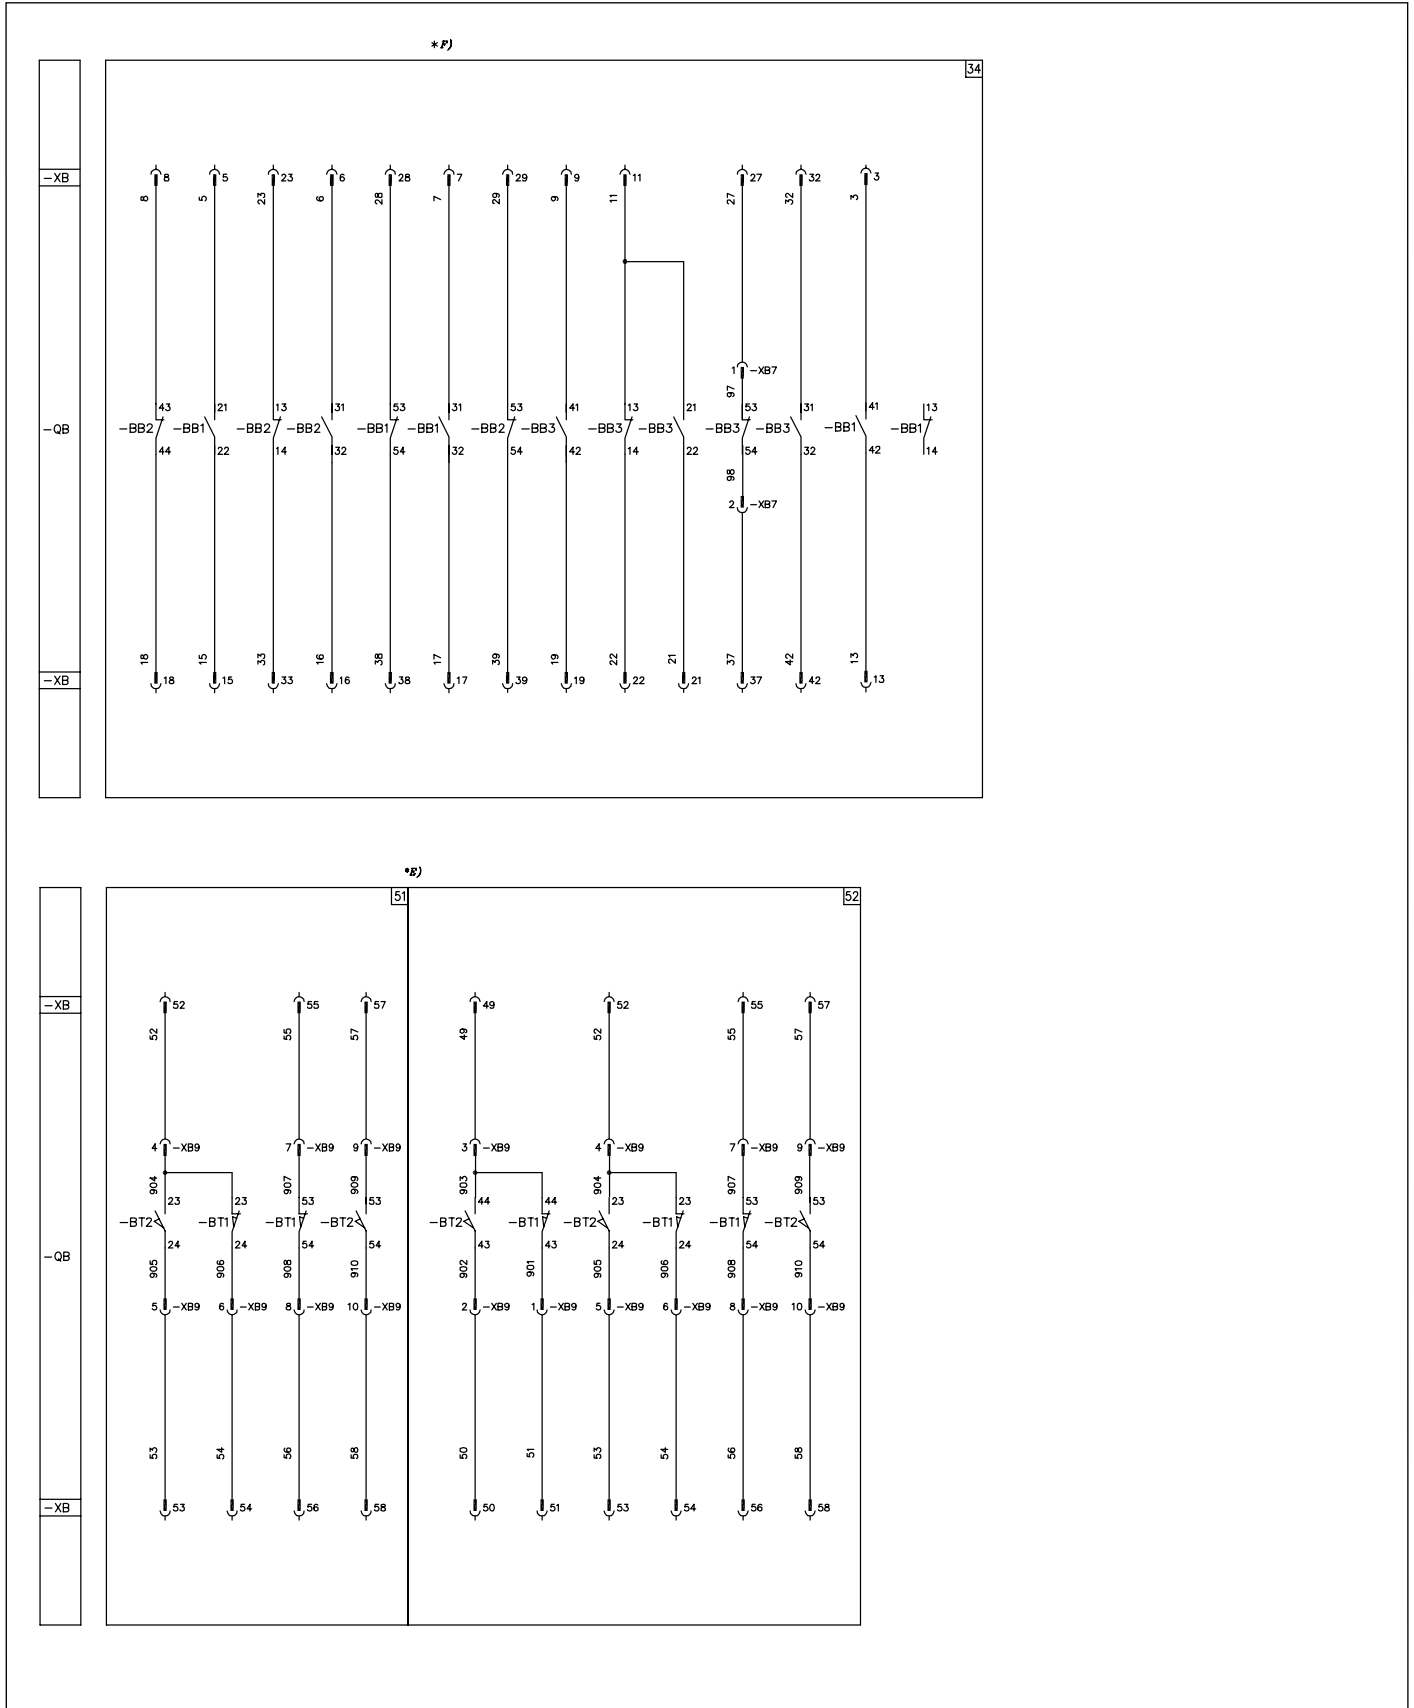 *F)
34
-XB 8 5 23 6 28 7 29 9 11 27 32 3
8 5 23 6 28 7 29 9 11 27 32 3
1 -XB7
97
43 21 13 31 53 31 53 41 13 21 53 31 41 13
-QB -BB2 -BB1 -BB2 -BB2 -BB1 -BB1 -BB2 -BB3 -BB3 -BB3 -BB3 -BB3 -BB1 -BB1
44 22 14 32 54 32 54 42 14 22 54 32 42 14
98
2 -XB7
18 15 33 16 38 17 39 19 22 21 37 42 13
-XB 18 15 33 16 38 17 39 19 22 21 37 42 13
*E)
51 52
-XB 52 55 57 49 52 55 57
52 55 57 49 52 55 57
4 -XB9 7 -XB9 9 -XB9 3 -XB9 4 -XB9 7 -XB9 9 -XB9
904 907 909 903 904 907 909
23 23 53 53 44 44 23 23 53 53
-BT2 -BT1 -BT1 -BT2 -BT2 -BT1 -BT2 -BT1 -BT1 -BT2
24 24 54 54 43 43 24 24 54 54
-QB 905 906 908 910 902 901 905 906 908 910
5 -XB9 6 -XB9 8 -XB9 10 -XB9 2 -XB9 1 -XB9 5 -XB9 6 -XB9 8 -XB9 10 -XB9
53 54 56 58 50 51 53 54 56 58
-XB 53 54 56 58 50 51 53 54 56 58